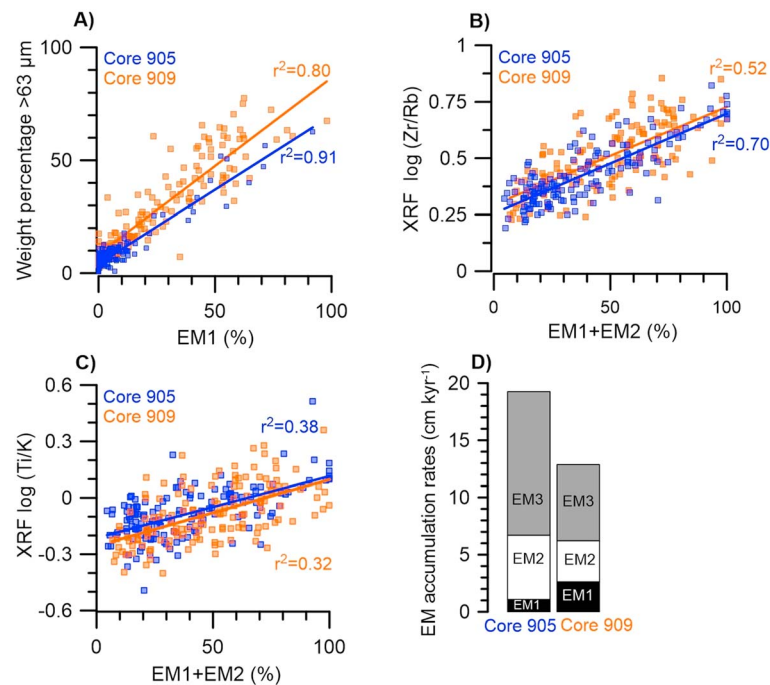 A)
Core 905
Core 909
r²=0.80
r²=0.91
Weight percentage >63 µm
100
50
0
0
50
100
EM1 (%)
B)
Core 905
Core 909
r²=0.52
r²=0.70
XRF log (Zr/Rb)
1
0.75
0.5
0.25
0
0
50
100
EM1+EM2 (%)
C)
Core 905
Core 909
r²=0.38
r²=0.32
XRF log (Ti/K)
0.6
0.3
0
-0.3
-0.6
0
50
100
EM1+EM2 (%)
D)
EM accumulation rates (cm kyr⁻¹)
20
15
10
5
0
EM3
EM2
EM1
EM3
EM2
EM1
Core 905
Core 909